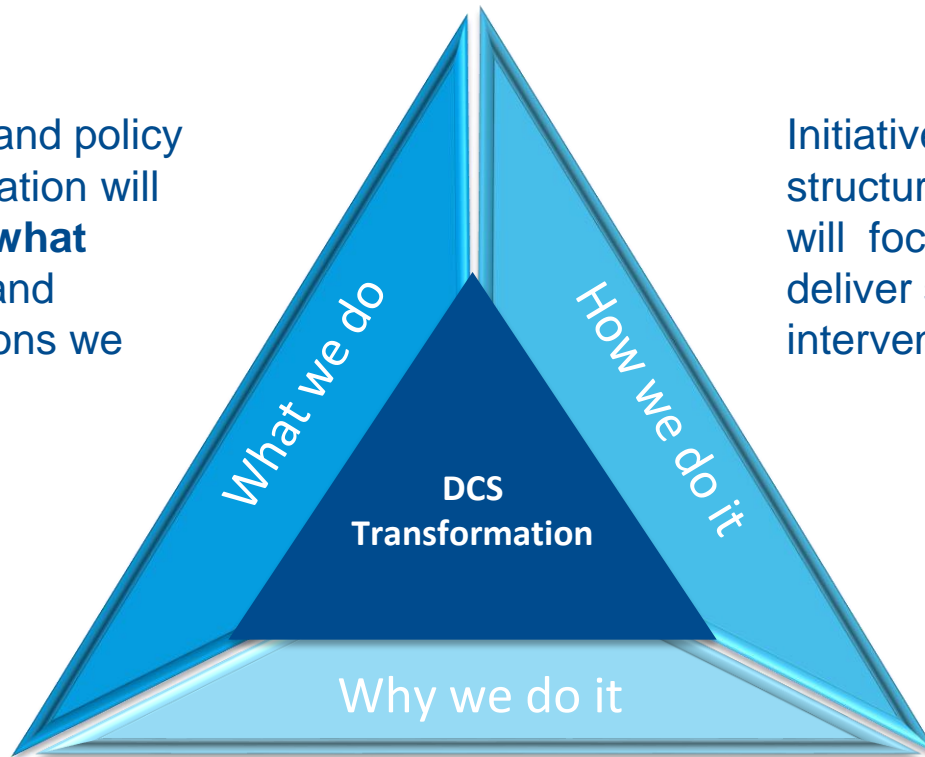 and policy
ation will
what
and
ons we
What we do
DCS
Transformation
How we do it
Why we do it
Initiative
structur
will foc
deliver
interver